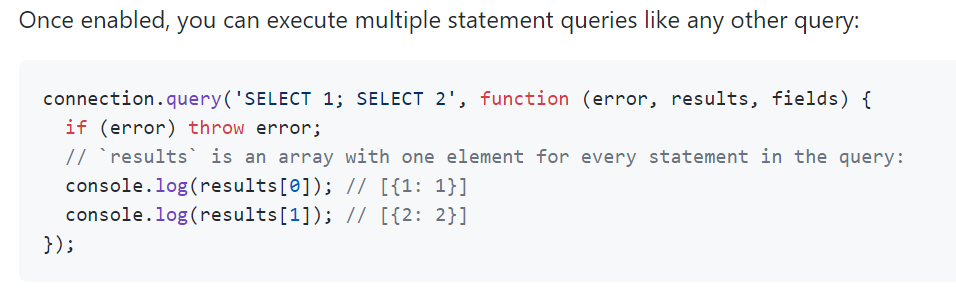 Once enabled, you can execute multiple statement queries like any other query:
connection.query('SELECT 1; SELECT 2', function (error, results, fields) {
  if (error) throw error;
  // `results` is an array with one element for every statement in the query:
  console.log(results[0]); // [{1: 1}]
  console.log(results[1]); // [{2: 2}]
});